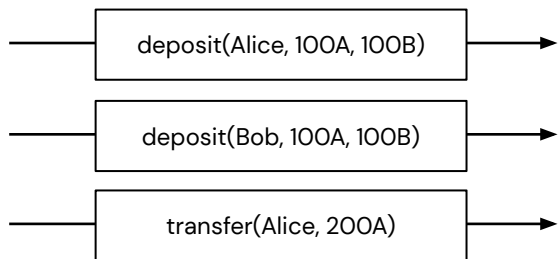 deposit(Alice, 100A, 100B)
deposit(Bob, 100A, 100B)
transfer(Alice, 200A)